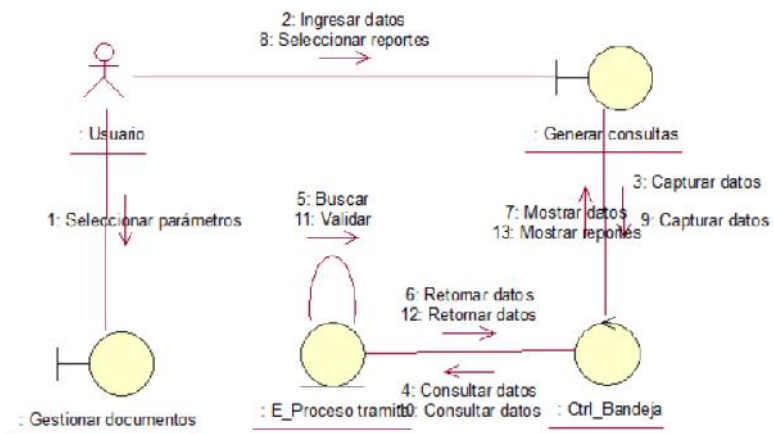 2: Ingresar datos
8: Seleccionar reportes
: Usuario
: Generar consultas
3: Capturar datos
9: Capturar datos
7: Mostrar datos
13: Mostrar reportes
5: Buscar
11: Validar
1: Seleccionar parámetros
6: Retornar datos
12: Retornar datos
4: Consultar datos
10: Consultar datos
: Gestionar documentos
: E_Proceso tramite
: Ctrl_Bandeja